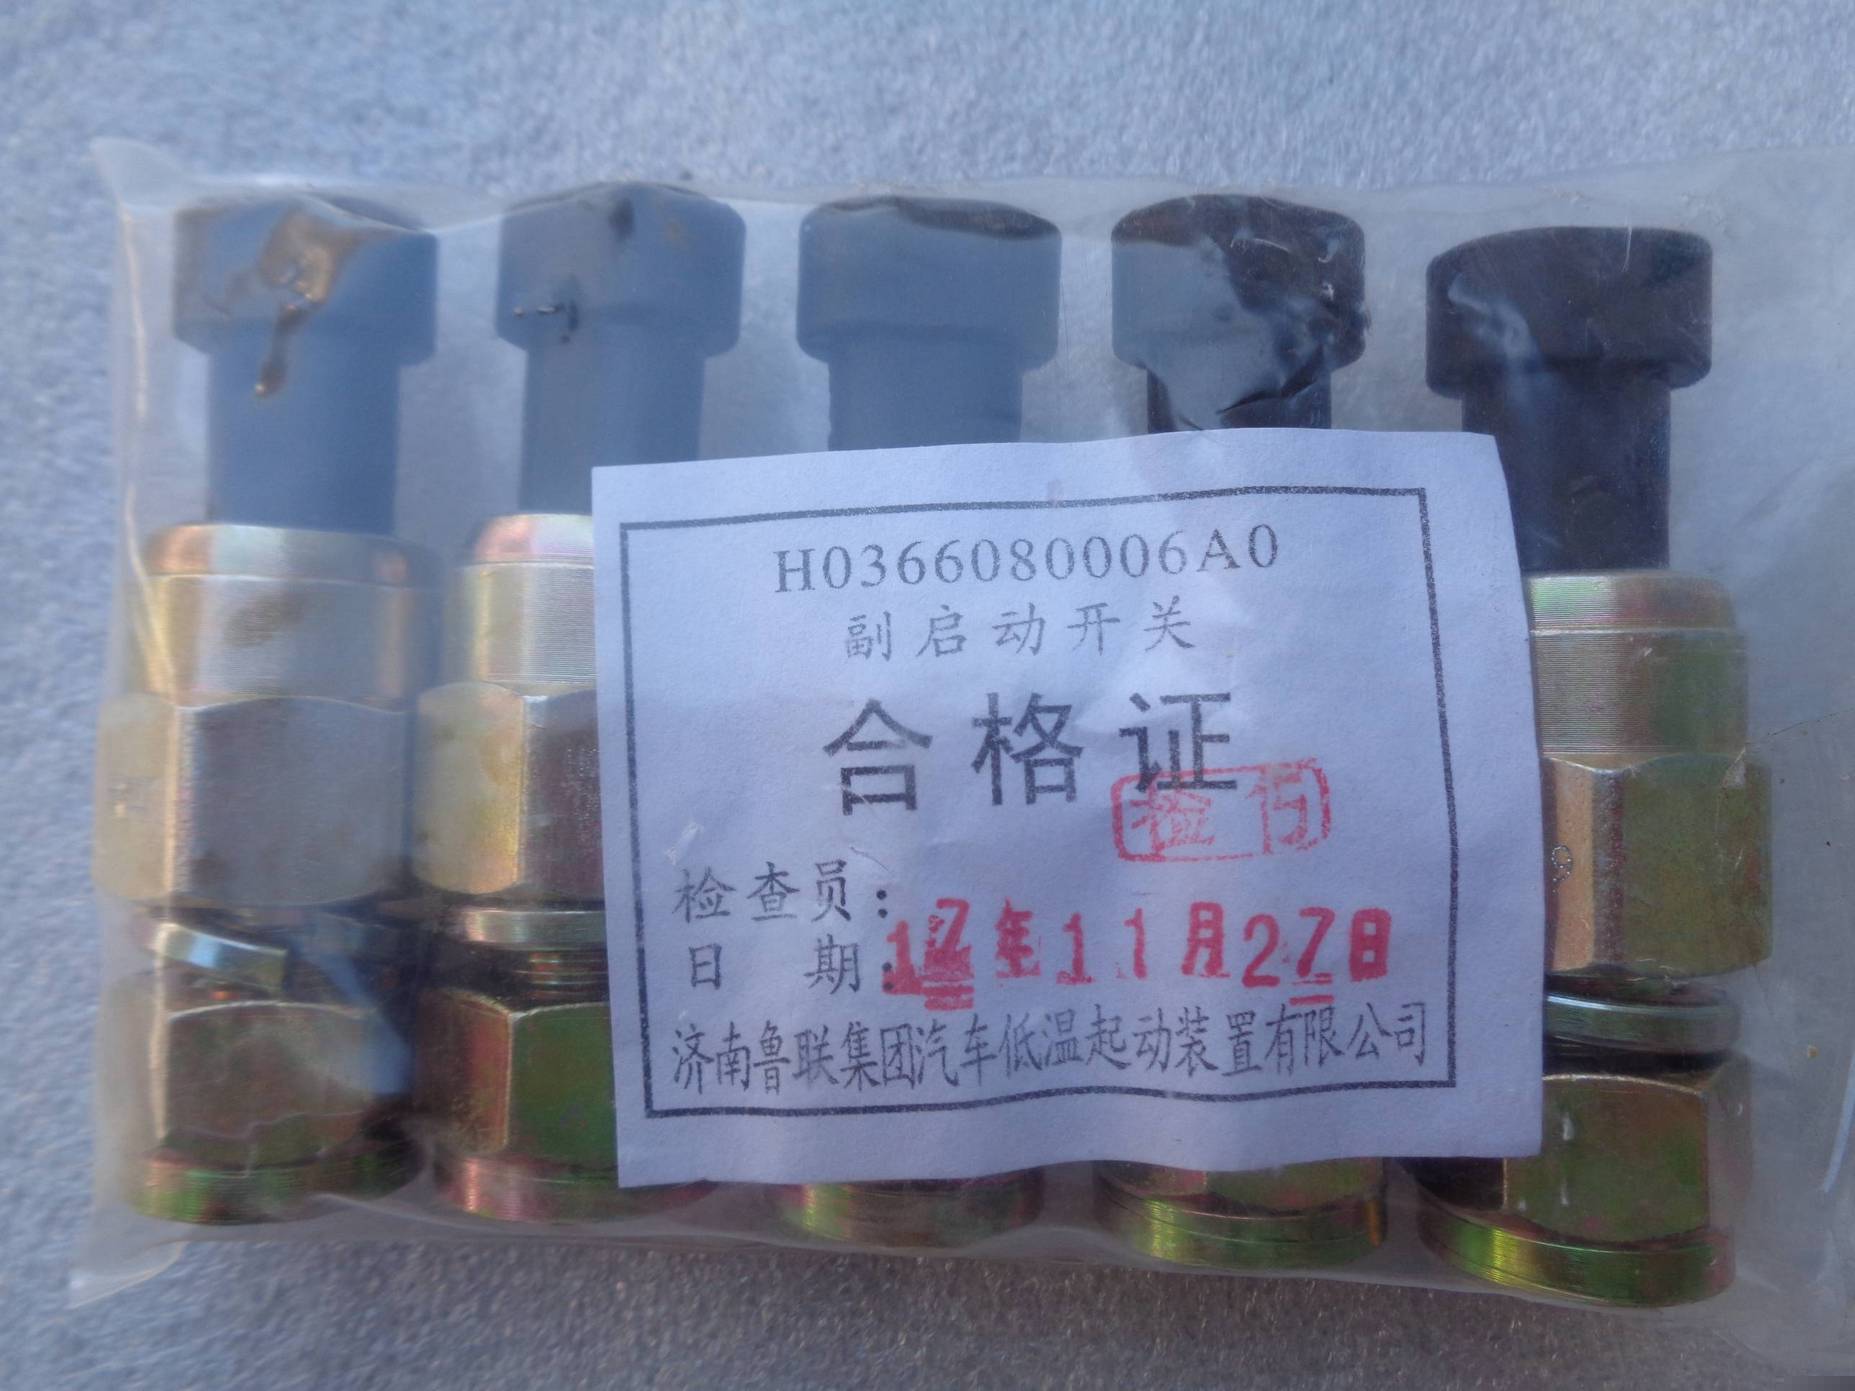 H0366080006A0
副启动开关
合格证
检查员：
日 期：17年11月27日
济南鲁联集团汽车低温起动装置有限公司